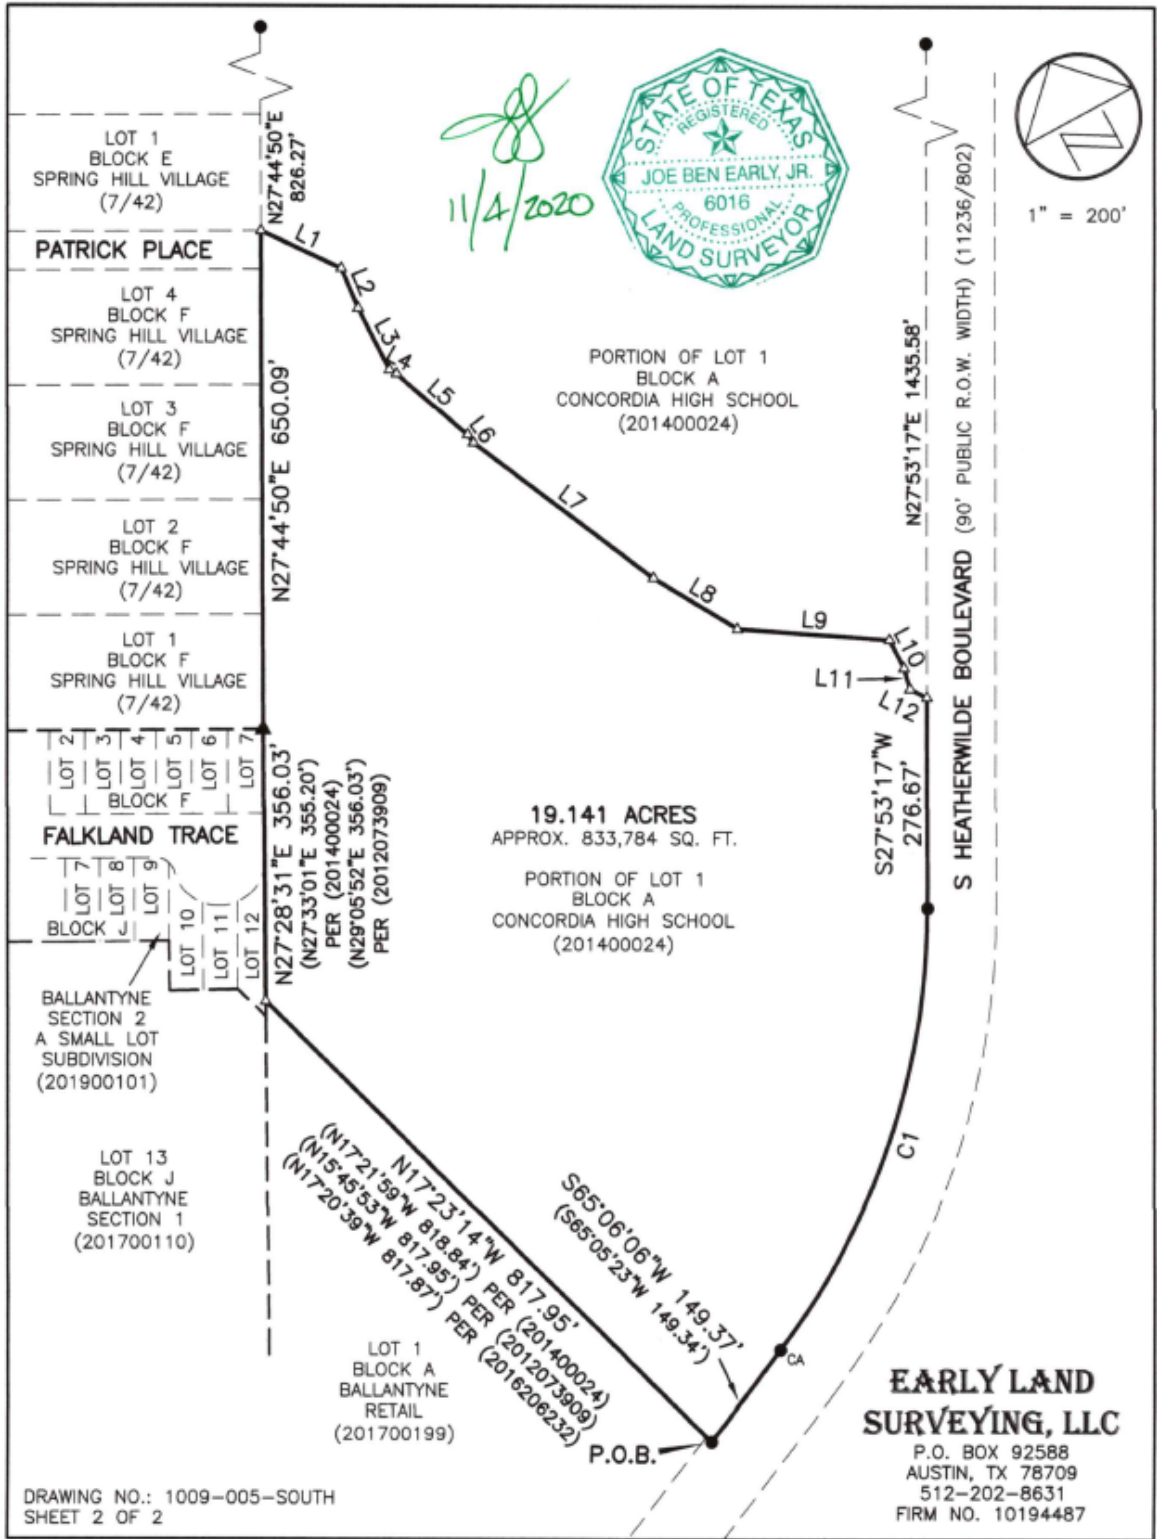 LOT 1
BLOCK E
SPRING HILL VILLAGE
(7/42)
N27°44'50"E
826.27'
PATRICK PLACE
LOT 4
BLOCK F
SPRING HILL VILLAGE
(7/42)
LOT 3
BLOCK F
SPRING HILL VILLAGE
(7/42)
LOT 2
BLOCK F
SPRING HILL VILLAGE
(7/42)
LOT 1
BLOCK F
SPRING HILL VILLAGE
(7/42)
N27°44'50"E 650.09'
L1
L2
L3
L4
L5
L6
L7
L8
L9
L10
L11
L12
11/4/2020
STATE OF TEXAS
REGISTERED
JOE BEN EARLY, JR.
6016
PROFESSIONAL
LAND SURVEYOR
1" = 200'
PORTION OF LOT 1
BLOCK A
CONCORDIA HIGH SCHOOL
(201400024)
N27°53'17"E 1435.58'
S HEATHERWILDE BOULEVARD (90' PUBLIC R.O.W. WIDTH) (11236/802)
LOT 2
LOT 3
LOT 4
LOT 5
LOT 6
LOT 7
BLOCK F
FALKLAND TRACE
LOT 7
LOT 8
LOT 9
BLOCK J
LOT 10
LOT 11
LOT 12
N27°28'31"E 356.03'
(N27°33'01"E 355.20')
PER (201400024)
(N29°05'52"E 356.03')
PER (2012073909)
19.141 ACRES
APPROX. 833,784 SQ. FT.
PORTION OF LOT 1
BLOCK A
CONCORDIA HIGH SCHOOL
(201400024)
S27°53'17"W
276.67'
BALLANTYNE
SECTION 2
A SMALL LOT
SUBDIVISION
(201900101)
LOT 13
BLOCK J
BALLANTYNE
SECTION 1
(201700110)
N17°23'14"W 817.95'
(N17°21'59"W 818.84') PER (201400024)
(N15°45'53"W 817.95') PER (2012073909)
(N17°20'39"W 817.87') PER (2016206232)
S65°06'06"W 149.37'
(S65°05'23"W 149.34')
C1
CA
LOT 1
BLOCK A
BALLANTYNE
RETAIL
(201700199)
P.O.B.
EARLY LAND
SURVEYING, LLC
P.O. BOX 92588
AUSTIN, TX 78709
512-202-8631
FIRM NO. 10194487
DRAWING NO.: 1009-005-SOUTH
SHEET 2 OF 2